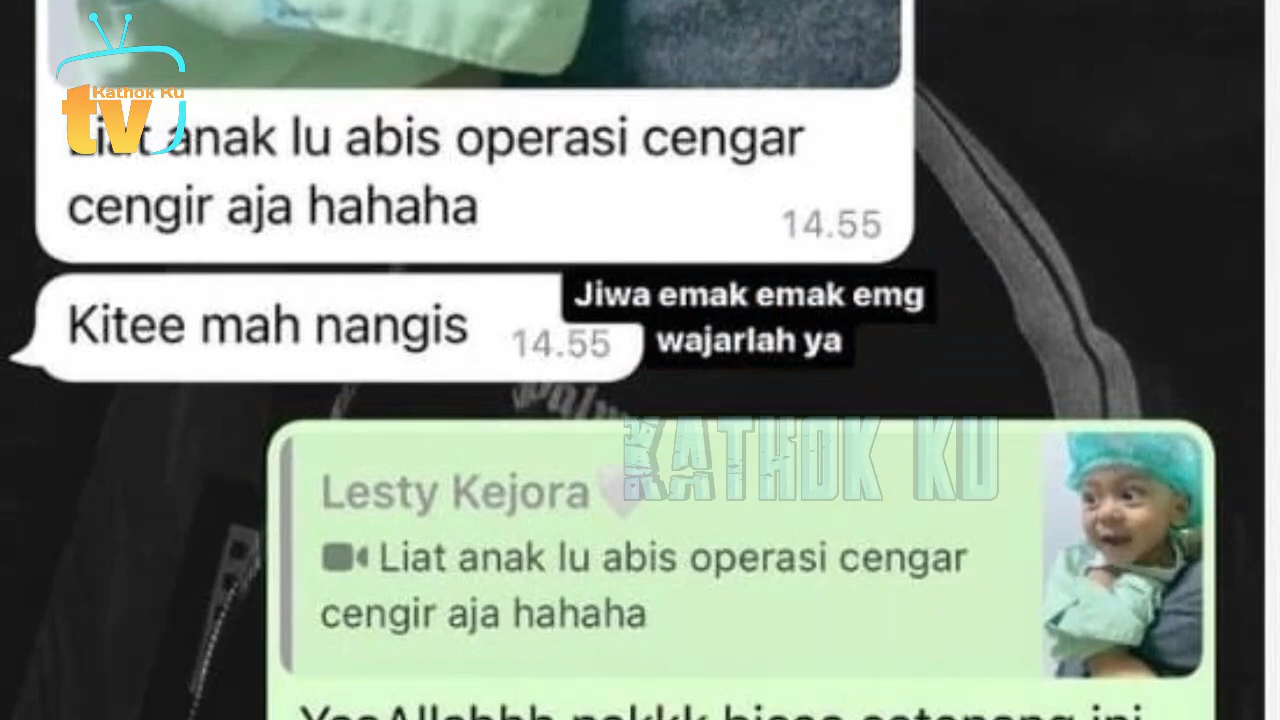 Kathok Ku
tv
Liat anak lu abis operasi cengar
cengir aja hahaha
14.55
Kitee mah nangis
14.55
Jiwa emak emak emg
wajarlah ya
KATHOK KU
Lesty Kejora
Liat anak lu abis operasi cengar
cengir aja hahaha